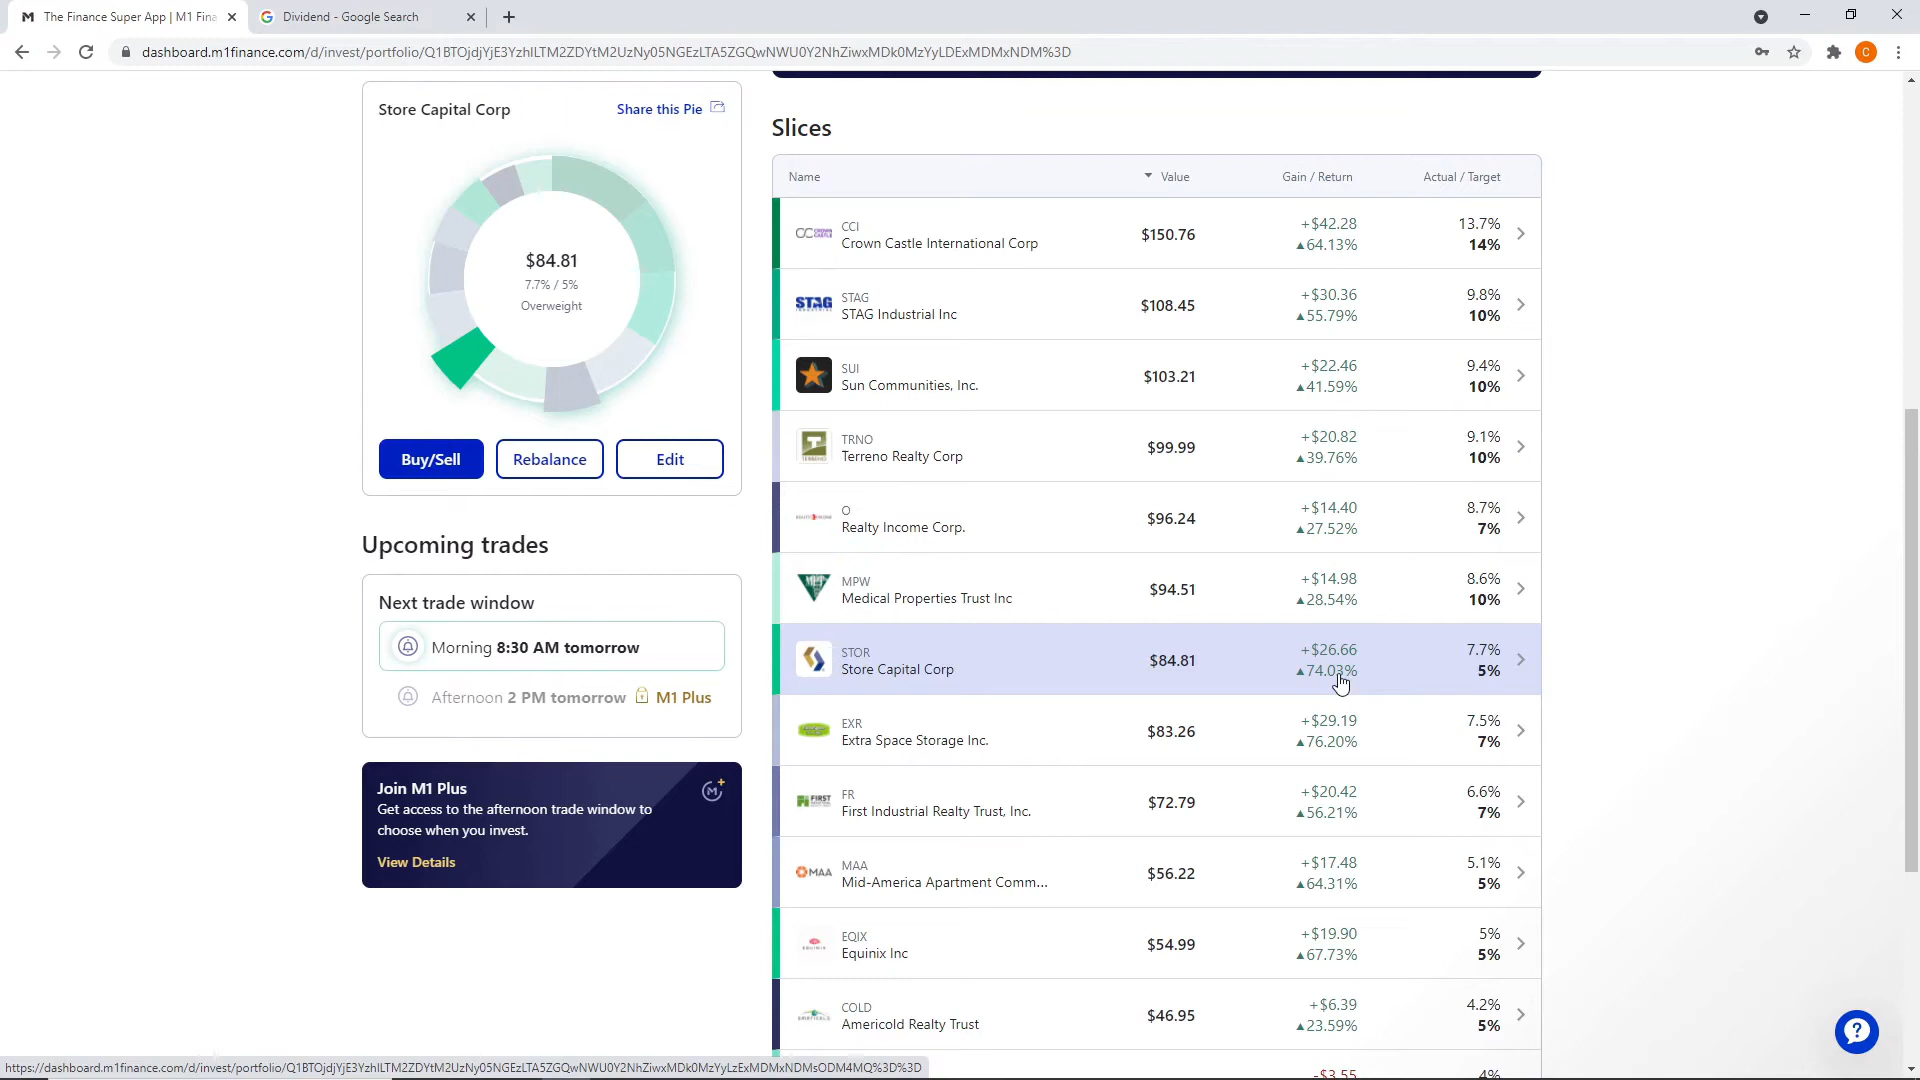 The Finance Super App | M1 Fina
Dividend - Google Search
dashboard.m1finance.com/d/invest/portfolio/Q1BTOjdjYjE3YzhlLTM2ZDYtM2UzNy05NGEzLTA5ZGQwNWU0Y2NhZiwxMDk0MzYyLDExMDMxNDM%3D
C
Store Capital Corp
Share this Pie
$84.81
7.7% / 5%
Overweight
Buy/Sell
Rebalance
Edit
Upcoming trades
Next trade window
Morning 8:30 AM tomorrow
Afternoon 2 PM tomorrow M1 Plus
Join M1 Plus
Get access to the afternoon trade window to
choose when you invest.
View Details
Slices
Name Value Gain / Return Actual / Target
CCI
Crown Castle International Corp
$150.76
+$42.28
▲64.13%
13.7%
14%
STAG
STAG Industrial Inc
$108.45
+$30.36
▲55.79%
9.8%
10%
SUI
Sun Communities, Inc.
$103.21
+$22.46
▲41.59%
9.4%
10%
TRNO
Terreno Realty Corp
$99.99
+$20.82
▲39.76%
9.1%
10%
O
Realty Income Corp.
$96.24
+$14.40
▲27.52%
8.7%
7%
MPW
Medical Properties Trust Inc
$94.51
+$14.98
▲28.54%
8.6%
10%
STOR
Store Capital Corp
$84.81
+$26.66
▲74.03%
7.7%
5%
EXR
Extra Space Storage Inc.
$83.26
+$29.19
▲76.20%
7.5%
7%
FR
First Industrial Realty Trust, Inc.
$72.79
+$20.42
▲56.21%
6.6%
7%
MAA
Mid-America Apartment Comm...
$56.22
+$17.48
▲64.31%
5.1%
5%
EQIX
Equinix Inc
$54.99
+$19.90
▲67.73%
5%
5%
COLD
Americold Realty Trust
$46.95
+$6.39
▲23.59%
4.2%
5%
-$3.55
4%
https://dashboard.m1finance.com/d/invest/portfolio/Q1BTOjdjYjE3YzhlLTM2ZDYtM2UzNy05NGEzLTA5ZGQwNWU0Y2NhZiwxMDk0MzYyLzExMDMxNDMsODM4MQ%3D%3D